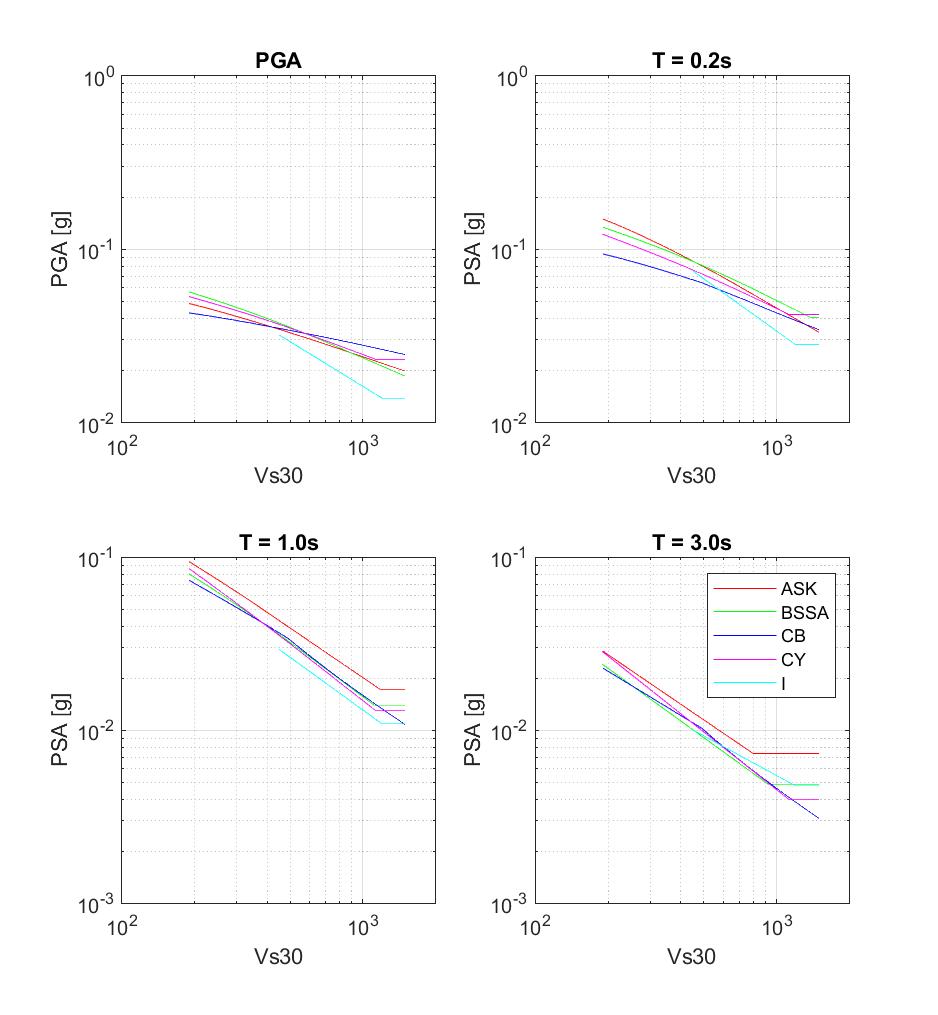 PGA
10^0
10^-1
10^-2
10^2
10^3
PGA [g]
Vs30
T = 0.2s
10^0
10^-1
10^-2
10^2
10^3
PSA [g]
Vs30
T = 1.0s
10^-1
10^-2
10^-3
10^2
10^3
PSA [g]
Vs30
T = 3.0s
10^-1
10^-2
10^-3
10^2
10^3
PSA [g]
Vs30
ASK
BSSA
CB
CY
I